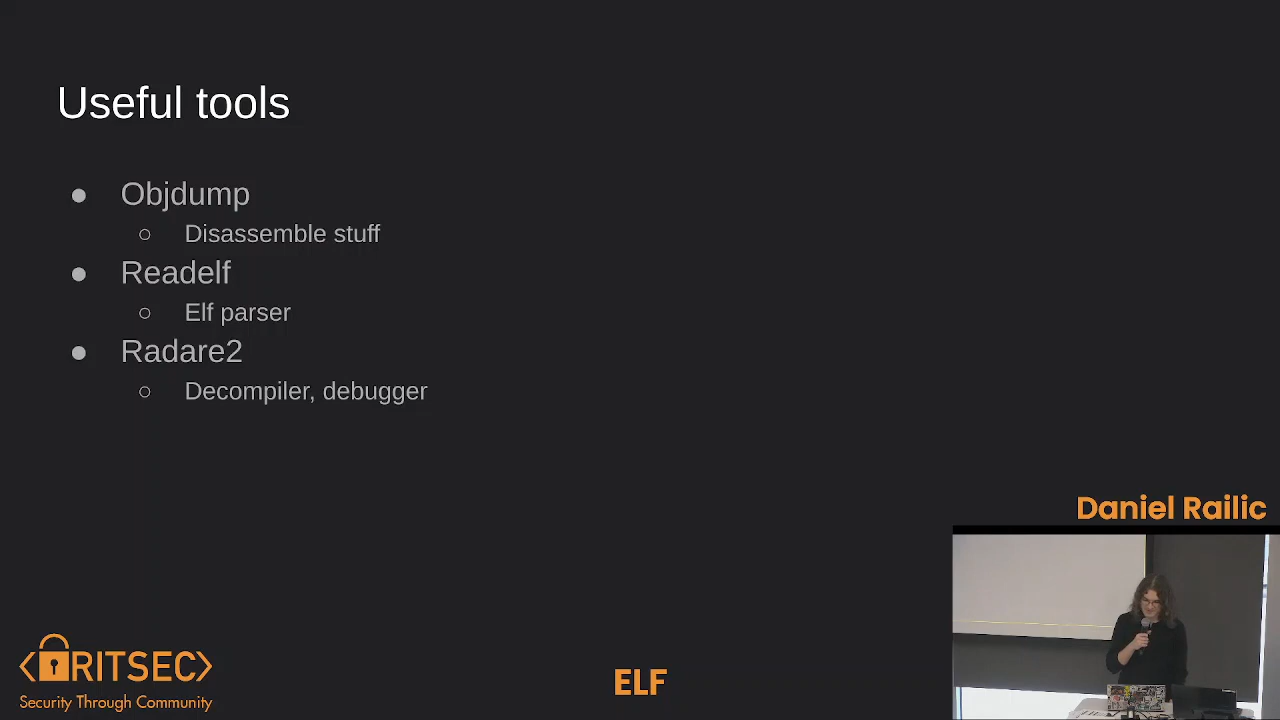 Useful tools
● Objdump
○ Disassemble stuff
● Readelf
○ Elf parser
● Radare2
○ Decompiler, debugger
Daniel Railic
RITSEC
Security Through Community
ELF